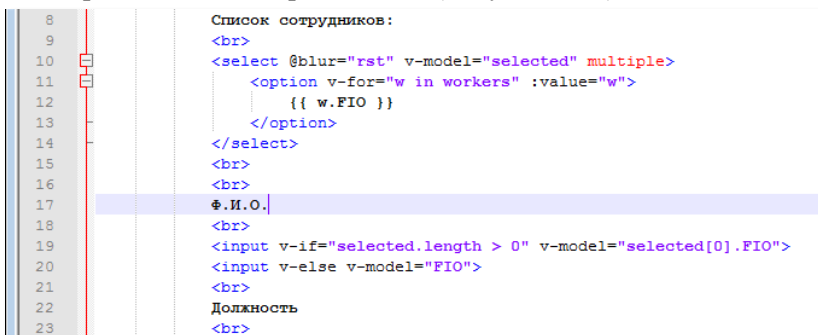 8 Список сотрудников:
9 <br>
10 <select @blur="rst" v-model="selected" multiple>
11 <option v-for="w in workers" :value="w">
12 {{ w.FIO }}
13 </option>
14 </select>
15 <br>
16 <br>
17 Ф.И.О.
18 <br>
19 <input v-if="selected.length > 0" v-model="selected[0].FIO">
20 <input v-else v-model="FIO">
21 <br>
22 Должность
23 <br>